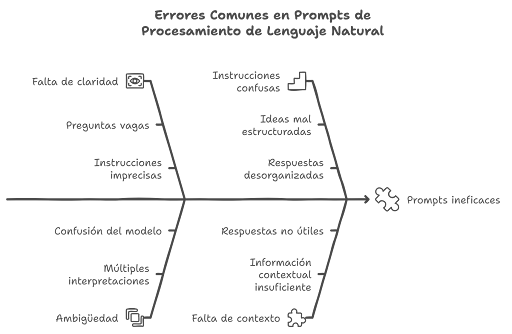 Errores Comunes en Prompts de
Procesamiento de Lenguaje Natural
Falta de claridad
Preguntas vagas
Instrucciones
imprecisas
Instrucciones
confusas
Ideas mal
estructuradas
Respuestas
desorganizadas
Prompts ineficaces
Confusión del modelo
Múltiples
interpretaciones
Ambigüedad
Respuestas no útiles
Información
contextual
insuficiente
Falta de contexto